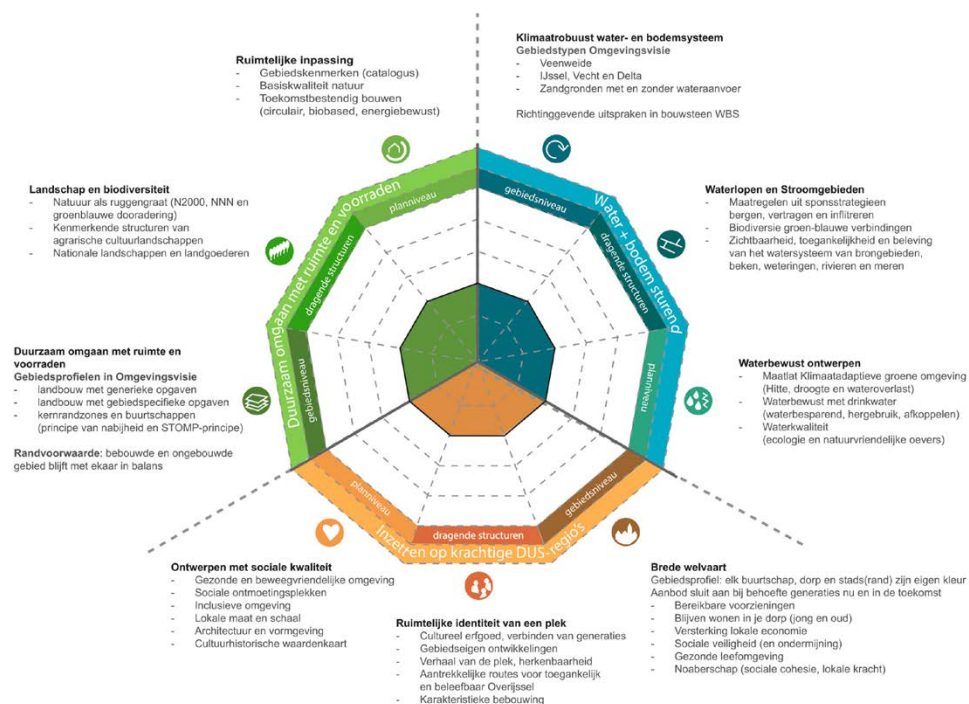 Klimaatrobuust water- en bodemsysteem
Gebiedstypen Omgevingsvisie
- Veenweide
- IJssel, Vecht en Delta
- Zandgronden met en zonder wateraanvoer
Richtinggevende uitspraken in bouwsteen WBS
Ruimtelijke inpassing
- Gebiedskenmerken (catalogus)
- Basiskwaliteit natuur
- Toekomstbestendig bouwen
(circulair, biobased, energiebewust)
Landschap en biodiversiteit
- Natuuur als ruggengraat (N2000, NNN en
groenblauwe dooradering)
- Kenmerkende structuren van
agrarische cultuurlandschappen
- Nationale landschappen en landgoederen
Waterlopen en Stroomgebieden
- Maatregelen uit sponsstrategieen
bergen, vertragen en infiltreren
- Biodiversie groen-blauwe verbindingen
- Zichtbaarheid, toegankelijkheid en beleving
van het watersysteem van brongebieden,
beken, weteringen, rivieren en meren
Duurzaam omgaan met ruimte en voorraden
planniveau
dragende structuren
gebiedsniveau
Water + bodem sturend
gebiedsniveau
dragende structuren
planniveau
Duurzaam omgaan met ruimte en
voorraden
Gebiedsprofielen in Omgevingsvisie
- landbouw met generieke opgaven
- landbouw met gebiedspecifieke opgaven
- kernrandzones en buurtschappen
(principe van nabijheid en STOMP-principe)
Randvoorwaarde: bebouwde en ongebouwde
gebied blijft met ekaar in balans
Waterbewust ontwerpen
- Maatlat Klimaatadaptieve groene omgeving
(Hitte, droogte en wateroverlast)
- Waterbewust met drinkwater
(waterbesparend, hergebruik, afkoppelen)
- Waterkwaliteit
(ecologie en natuurvriendelijke oevers)
planniveau
dragende structuren
gebiedsniveau
Inzetten op krachtige DUS-regio's
Ontwerpen met sociale kwaliteit
- Gezonde en beweegvriendelijke omgeving
- Sociale ontmoetingsplekken
- Inclusieve omgeving
- Lokale maat en schaal
- Architectuur en vormgeving
- Cultuurhistorische waardenkaart
Ruimtelijke identiteit van een plek
- Cultureel erfgoed, verbinden van generaties
- Gebiedseigen ontwikkelingen
- Verhaal van de plek, herkenbaarheid
- Aantrekkelijke routes voor toegankelijk
en beleefbaar Overijssel
- Karakteristieke bebouwing
Brede welvaart
Gebiedsprofiel: elk buurtschap, dorp en stads(rand) zijn eigen kleur
Aanbod sluit aan bij behoefte generaties nu en in de toekomst
- Bereikbare voorzieningen
- Blijven wonen in je dorp (jong en oud)
- Versterking lokale economie
- Sociale veiligheid (en ondermijning)
- Gezonde leefomgeving
- Noaberschap (sociale cohesie, lokale kracht)